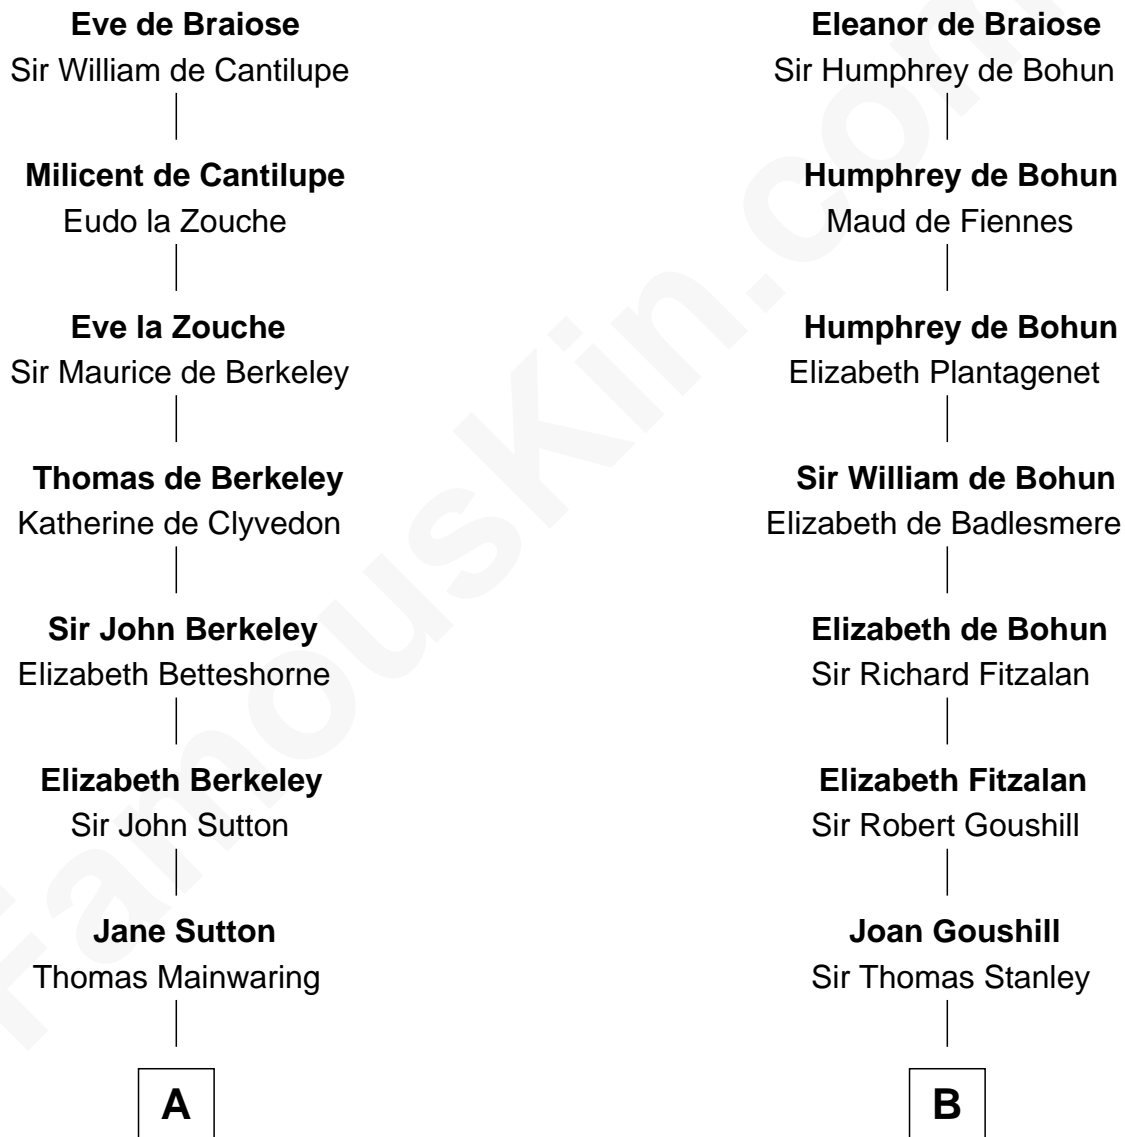 Eve de Braiose
Sir William de Cantilupe
Milicent de Cantilupe
Eudo la Zouche
Eve la Zouche
Sir Maurice de Berkeley
Thomas de Berkeley
Katherine de Clyvedon
Sir John Berkeley
Elizabeth Betteshorne
Elizabeth Berkeley
Sir John Sutton
Jane Sutton
Thomas Mainwaring
A
Eleanor de Braiose
Sir Humphrey de Bohun
Humphrey de Bohun
Maud de Fiennes
Humphrey de Bohun
Elizabeth Plantagenet
Sir William de Bohun
Elizabeth de Badlesmere
Elizabeth de Bohun
Sir Richard Fitzalan
Elizabeth Fitzalan
Sir Robert Goushill
Joan Goushill
Sir Thomas Stanley
B
FamousKin.com